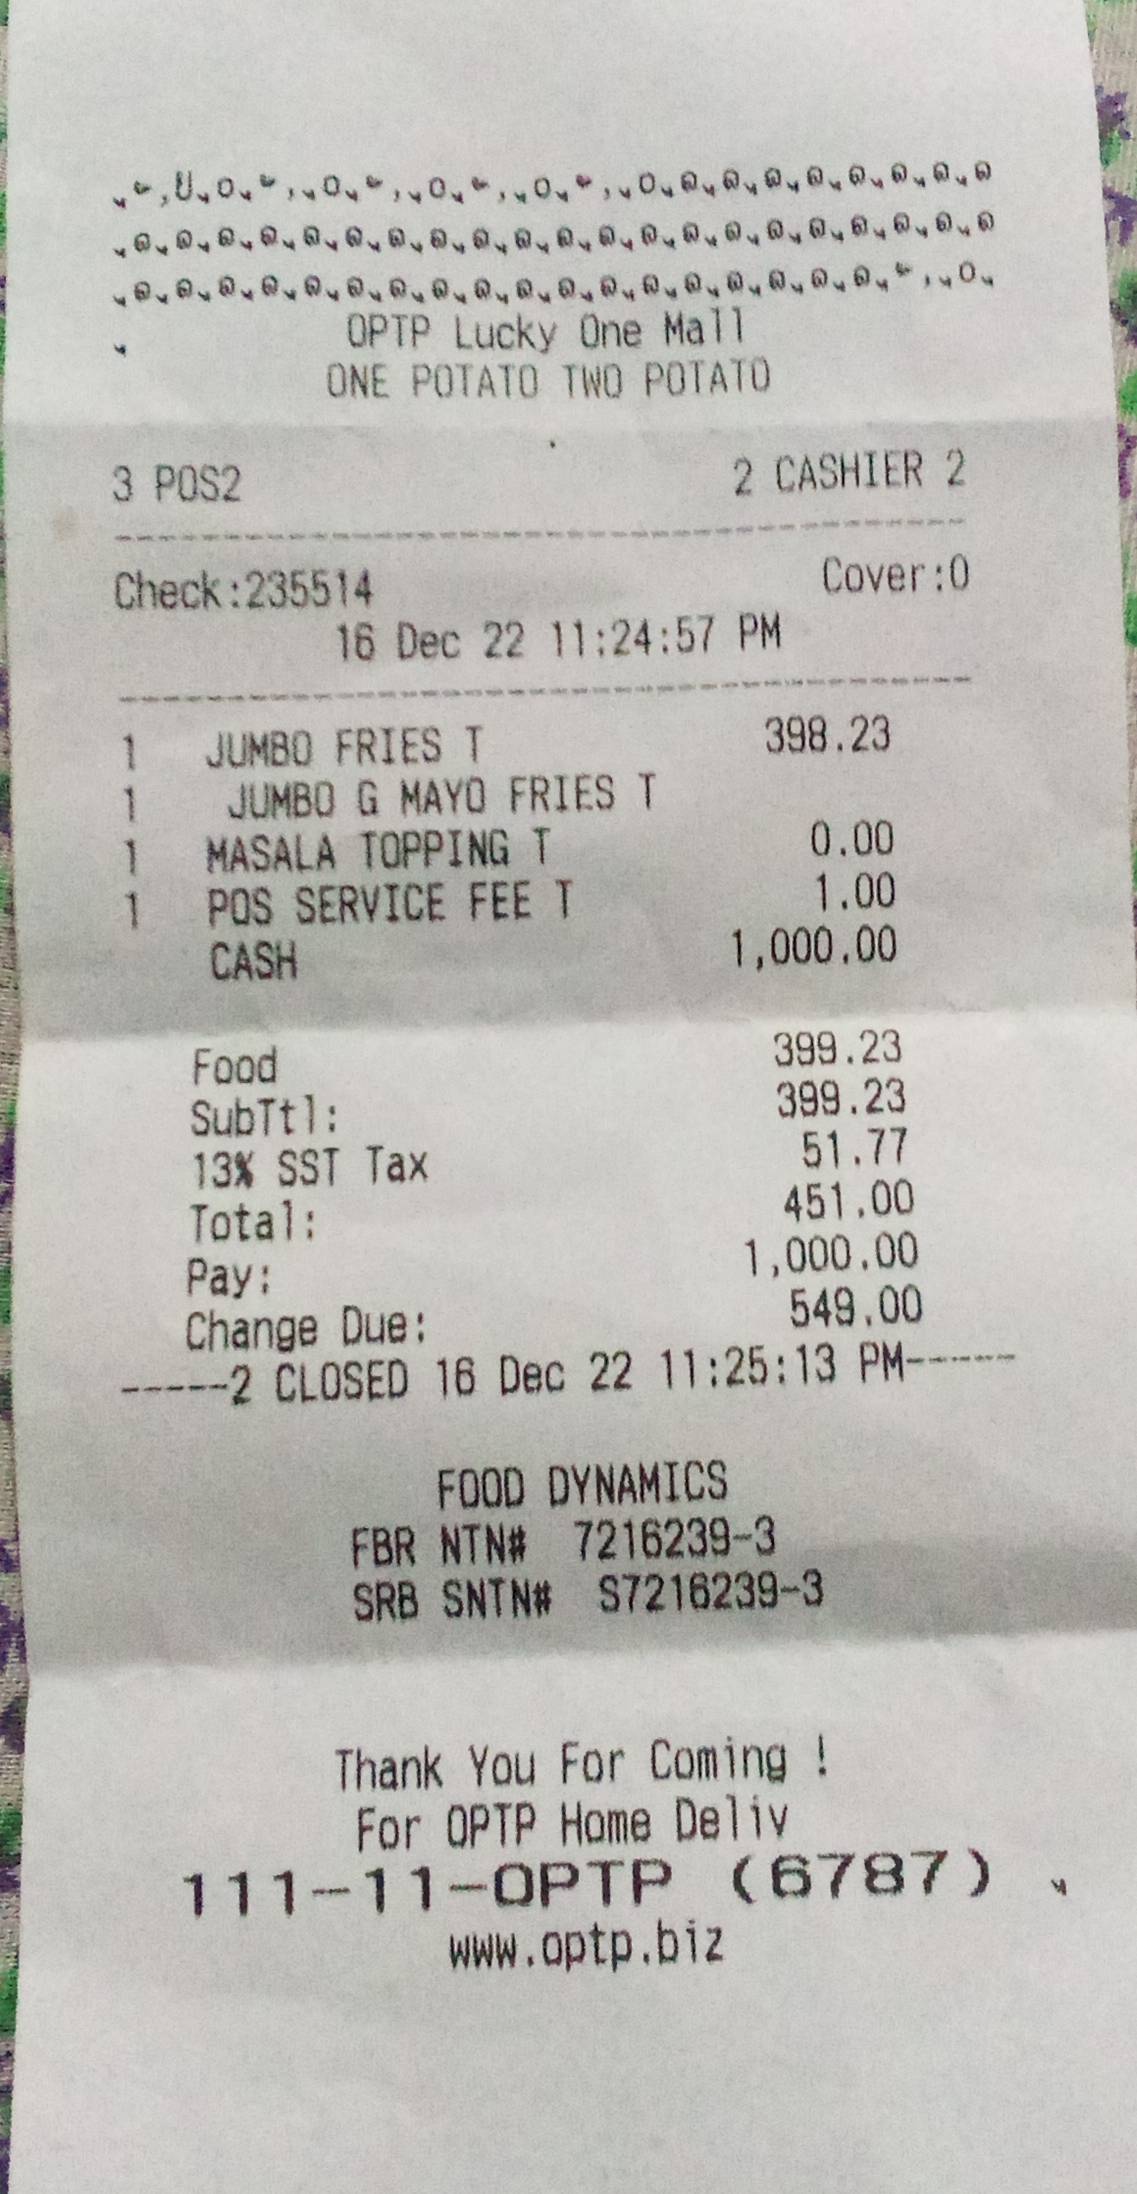 OPTP Lucky One Mall
ONE POTATO TWO POTATO
3 POS2 2 CASHIER 2
Check:235514 Cover:0
16 Dec 22 11:24:57 PM
1 JUMBO FRIES T 398.23
1 JUMBO G MAYO FRIES T
1 MASALA TOPPING T 0.00
1 POS SERVICE FEE T 1.00
CASH 1,000.00
Food 399.23
SubTtl: 399.23
13% SST Tax 51.77
Total: 451.00
Pay: 1,000.00
Change Due: 549.00
-----2 CLOSED 16 Dec 22 11:25:13 PM-----
FOOD DYNAMICS
FBR NTN# 7216239-3
SRB SNTN# S7216239-3
Thank You For Coming !
For OPTP Home Deliv
111-11-OPTP (6787)
www.optp.biz